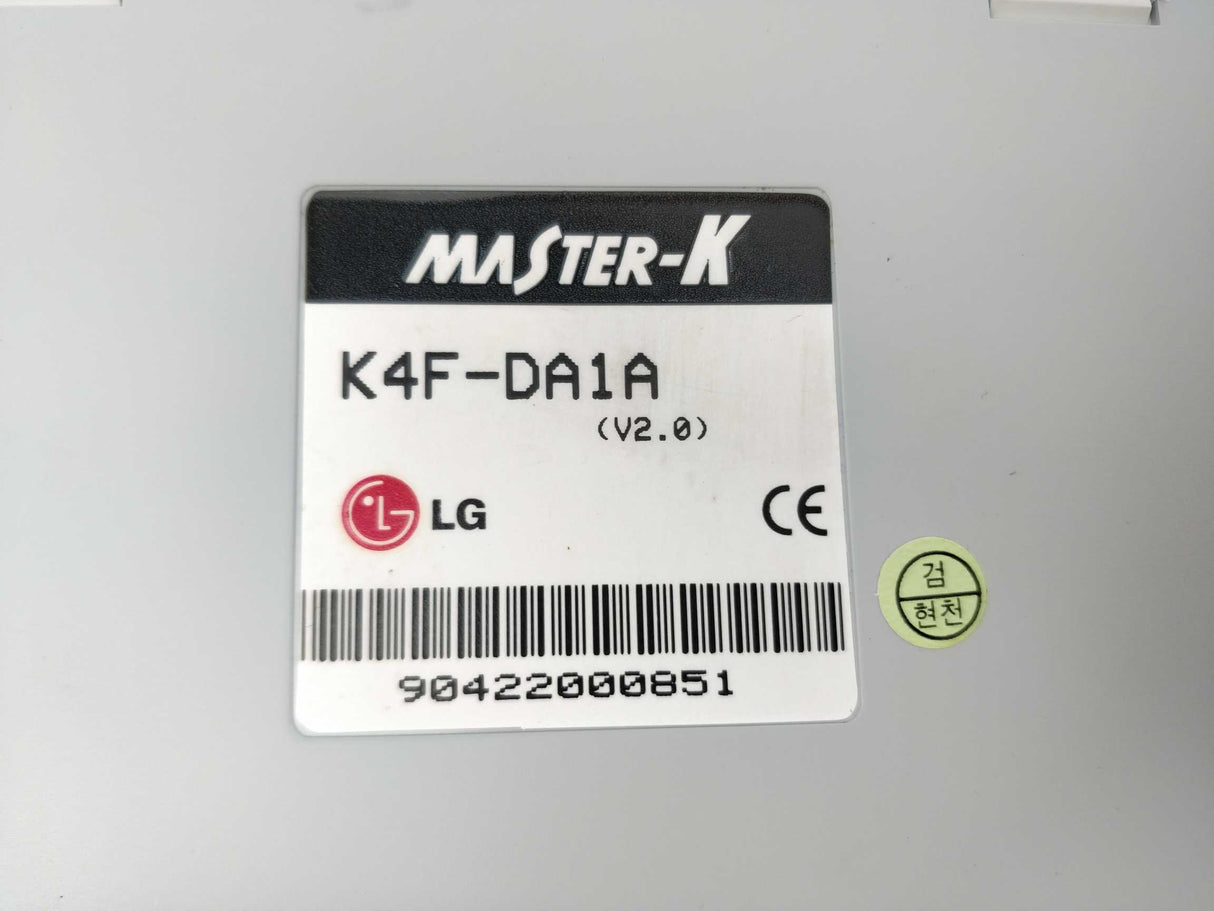 MASTER-K
K4F-DA1A
(V2.0)
LG
CE
90422000851
검
현천